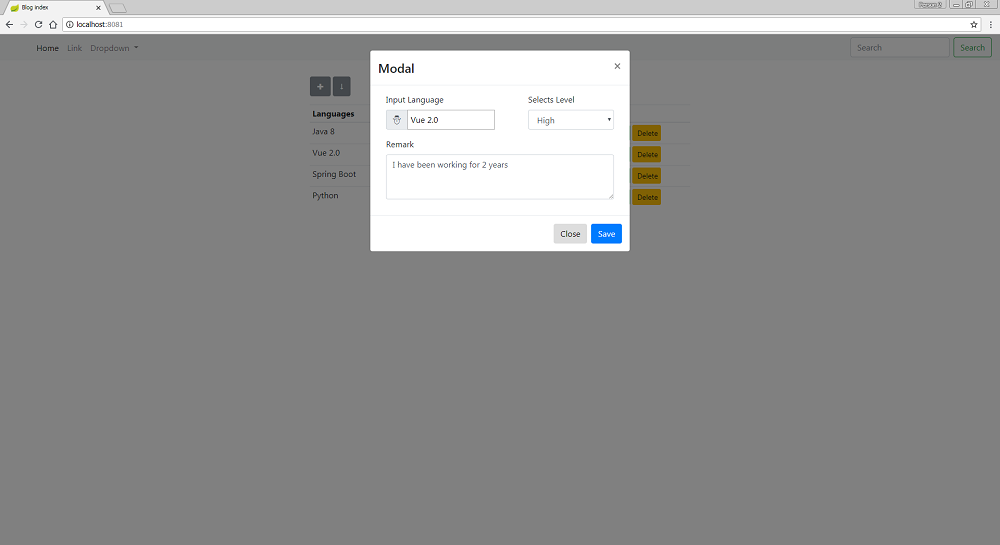 Blog index
Person 2
localhost:8081
Home Link Dropdown
Search Search
Modal
Input Language Selects Level
Vue 2.0 High
Remark
I have been working for 2 years
Close Save
Languages
Java 8 Delete
Vue 2.0 Delete
Spring Boot Delete
Python Delete